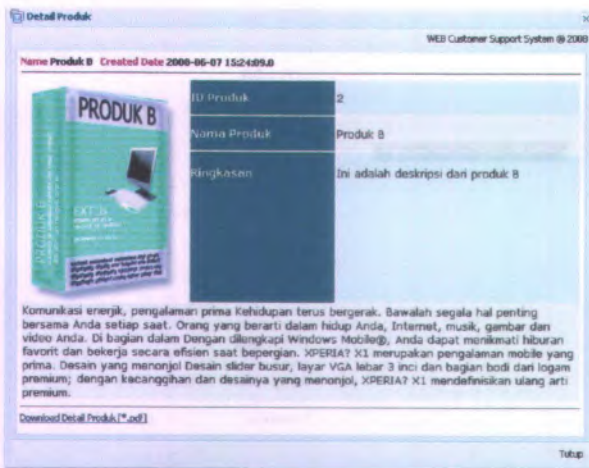 Detail Produk
WEB Customer Support System @ 2008
Name Produk B Created Date 2008-06-07 15:24:09.0
PRODUK B
ID Produk 2
Nama Produk Produk B
Ringkasan Ini adalah deskripsi dari produk B
PRODUK B
Komunikasi energik, pengalaman prima Kehidupan terus bergerak. Bawalah segala hal penting
bersama Anda setiap saat. Orang yang berarti dalam hidup Anda, Internet, musik, gambar dan
video Anda. Di bagian dalam Dengan dilengkapi Windows Mobile®, Anda dapat menikmati hiburan
favorit dan bekerja secara efisien saat bepergian. XPERIA? X1 merupakan pengalaman mobile yang
prima. Desain yang menonjol Desain slider busur, layar VGA lebar 3 inci dan bagian bodi dari logam
premium; dengan kecanggihan dan desainya yang menonjol, XPERIA? X1 mendefinisikan ulang arti
premium.
Download Detail Produk [*.pdf]
Tutup